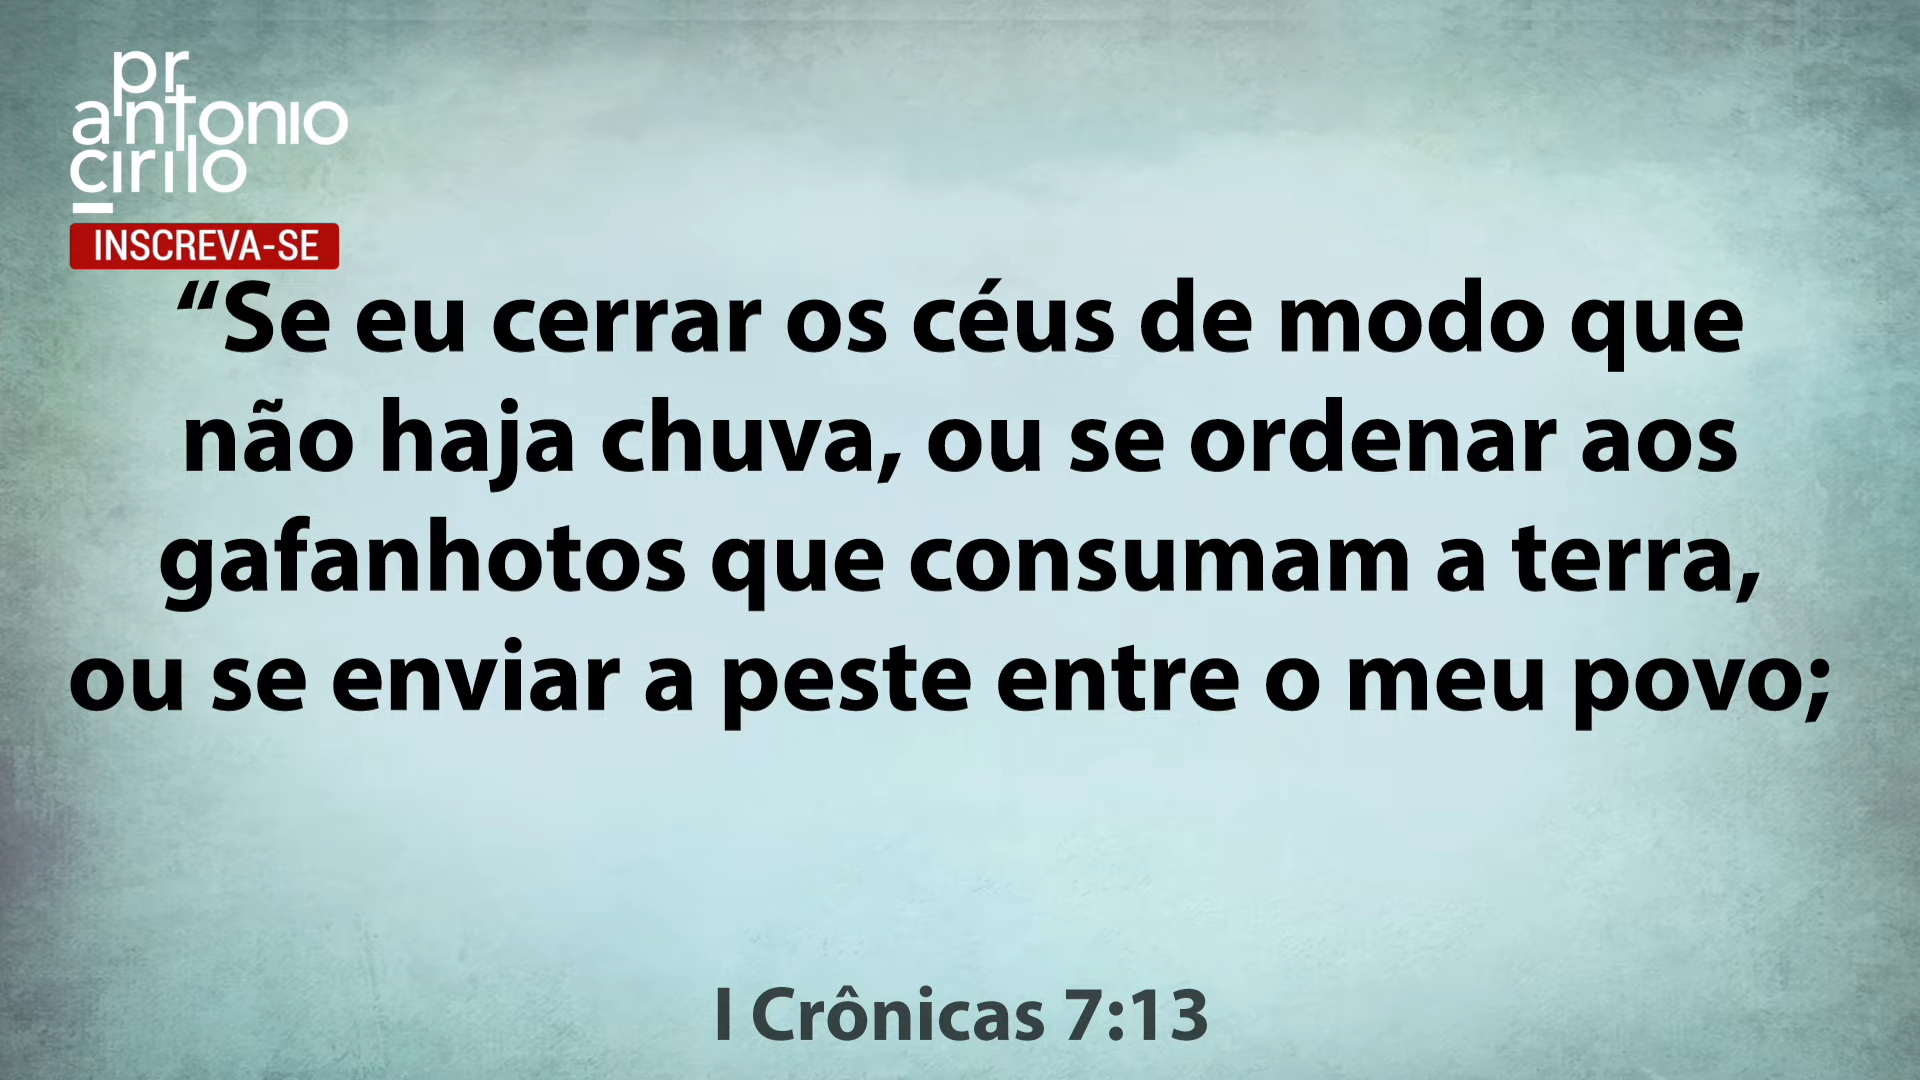 pr
antonio
cirilo
INSCREVA-SE
“Se eu cerrar os céus de modo que
não haja chuva, ou se ordenar aos
gafanhotos que consumam a terra,
ou se enviar a peste entre o meu povo;
I Crônicas 7:13